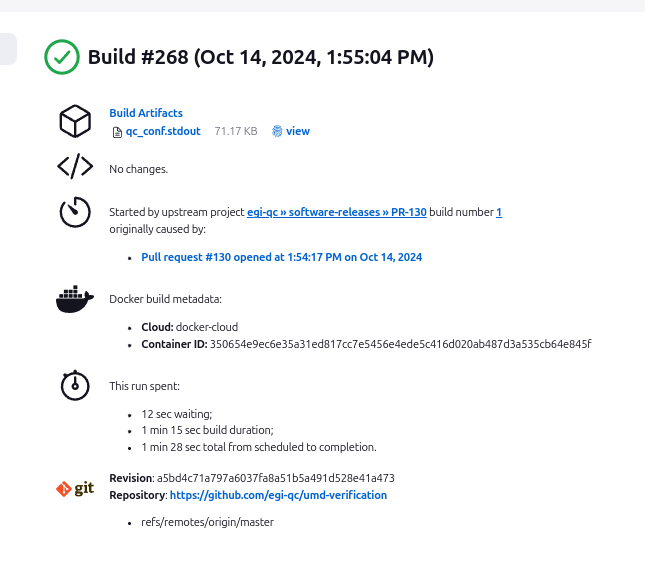 Build #268 (Oct 14, 2024, 1:55:04 PM)
Build Artifacts
qc_conf.stdout 71.17 KB view
No changes.
Started by upstream project egi-qc » software-releases » PR-130 build number 1
originally caused by:
• Pull request #130 opened at 1:54:17 PM on Oct 14, 2024
Docker build metadata:
• Cloud: docker-cloud
• Container ID: 350654e9ec6e35a31ed817cc7e5456e4ede5c416d020ab487d3a535cb64e845f
This run spent:
• 12 sec waiting;
• 1 min 15 sec build duration;
• 1 min 28 sec total from scheduled to completion.
git
Revision: a5bd4c71a797a6037fa8a51b5a491d528e41a473
Repository: https://github.com/egi-qc/umd-verification
• refs/remotes/origin/master